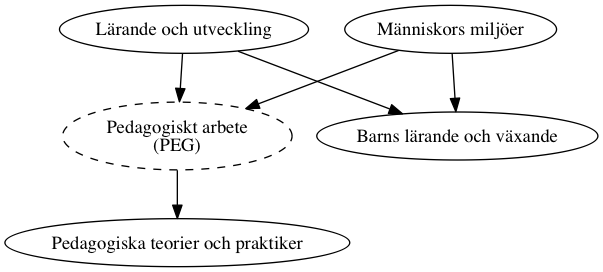 Lärande och utveckling
Människors miljöer
Pedagogiskt arbete
(PEG)
Barns lärande och växande
Pedagogiska teorier och praktiker